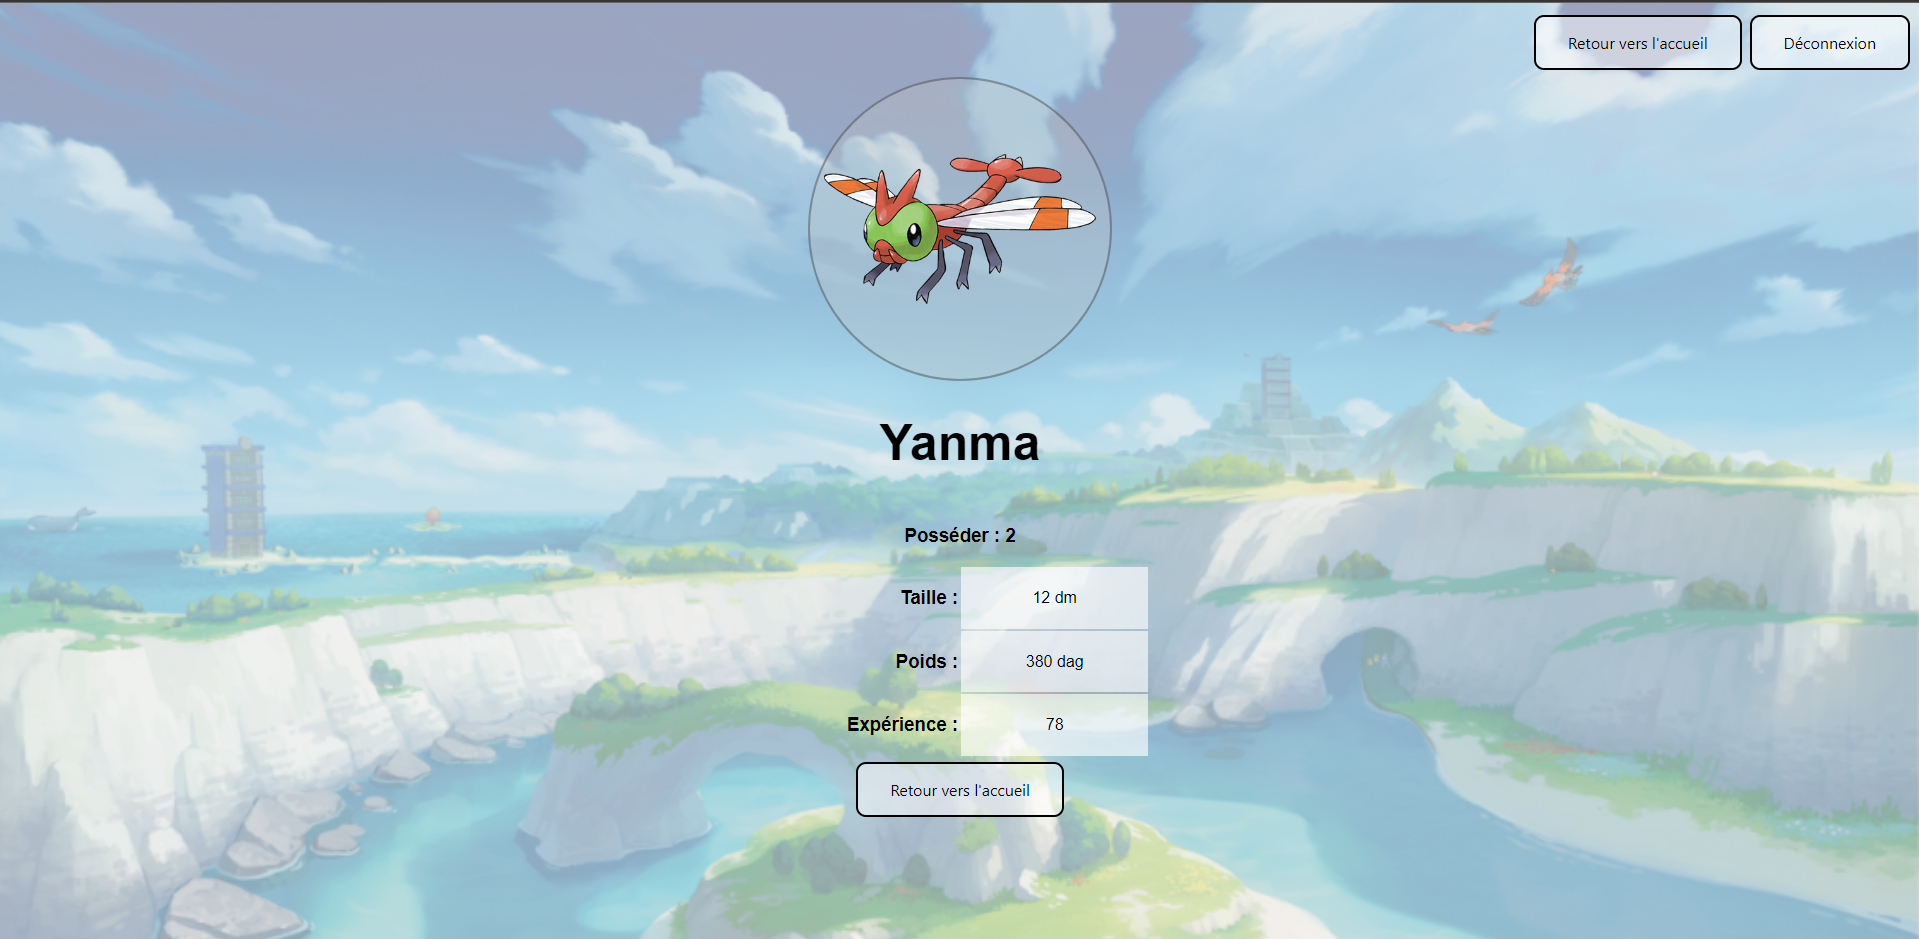 Retour vers l'accueil
Déconnexion
Yanma
Posséder : 2
Taille : 12 dm
Poids : 380 dag
Expérience : 78
Retour vers l'accueil